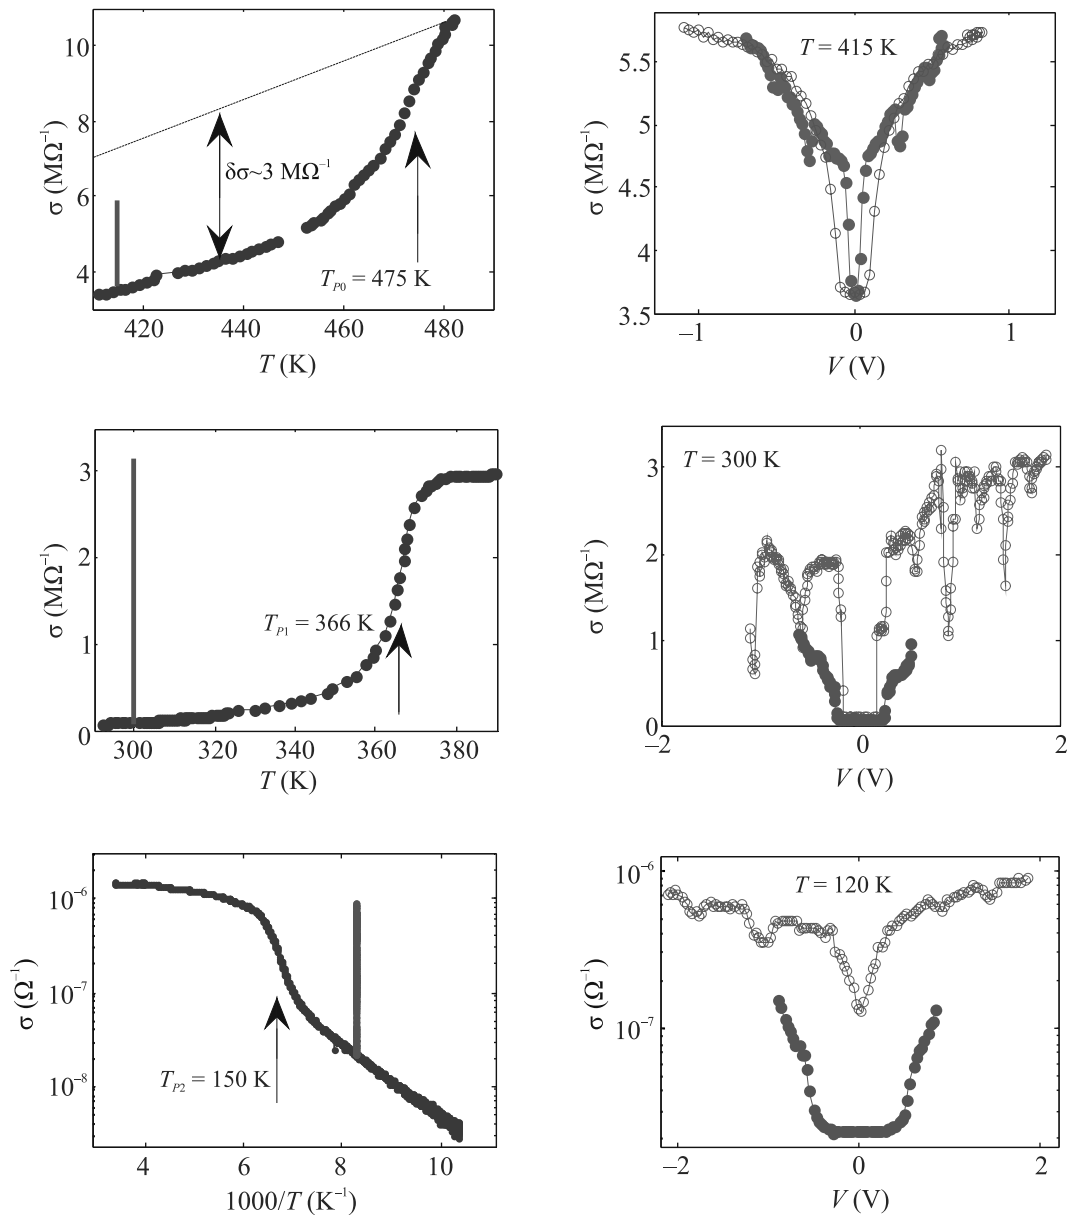 10
8
6
4
σ (MΩ⁻¹)
δσ~3 MΩ⁻¹
T_P0 = 475 K
420
440
460
480
T (K)
5.5
5
4.5
4
3.5
σ (MΩ⁻¹)
T = 415 K
−1
0
1
V (V)
3
2
1
0
σ (MΩ⁻¹)
T_P1 = 366 K
300
320
340
360
380
T (K)
3
2
1
0
σ (MΩ⁻¹)
T = 300 K
−2
0
2
V (V)
10⁻⁶
10⁻⁷
10⁻⁸
σ (Ω⁻¹)
T_P2 = 150 K
4
6
8
10
1000/T (K⁻¹)
10⁻⁶
10⁻⁷
σ (Ω⁻¹)
T = 120 K
−2
0
2
V (V)